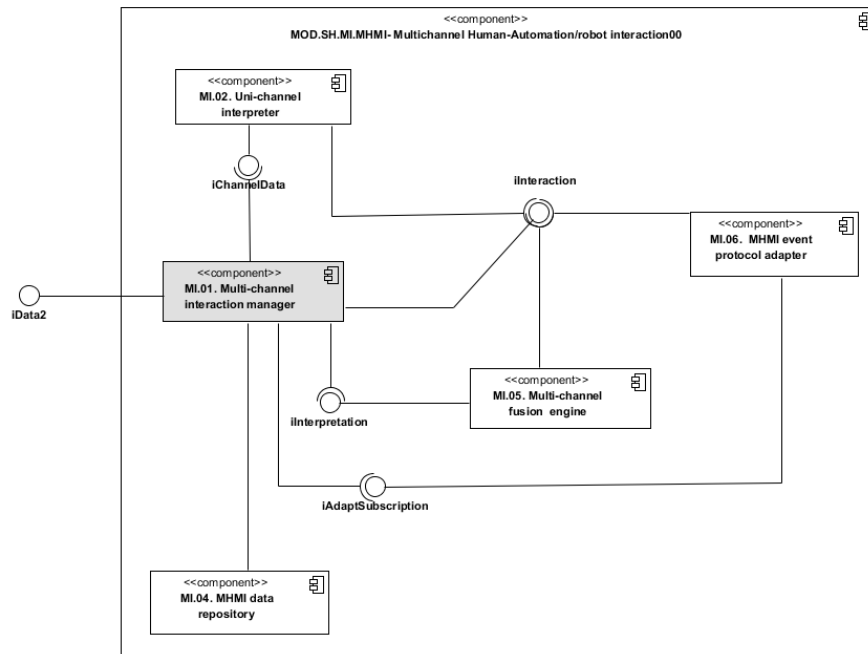 <<component>>
MOD.SH.MI.MHMI- Multichannel Human-Automation/robot interaction00
<<component>>
MI.02. Uni-channel
interpreter
iChannelData
iInteraction
<<component>>
MI.06. MHMI event
protocol adapter
<<component>>
MI.01. Multi-channel
interaction manager
iData2
<<component>>
MI.05. Multi-channel
fusion engine
iInterpretation
iAdaptSubscription
<<component>>
MI.04. MHMI data
repository